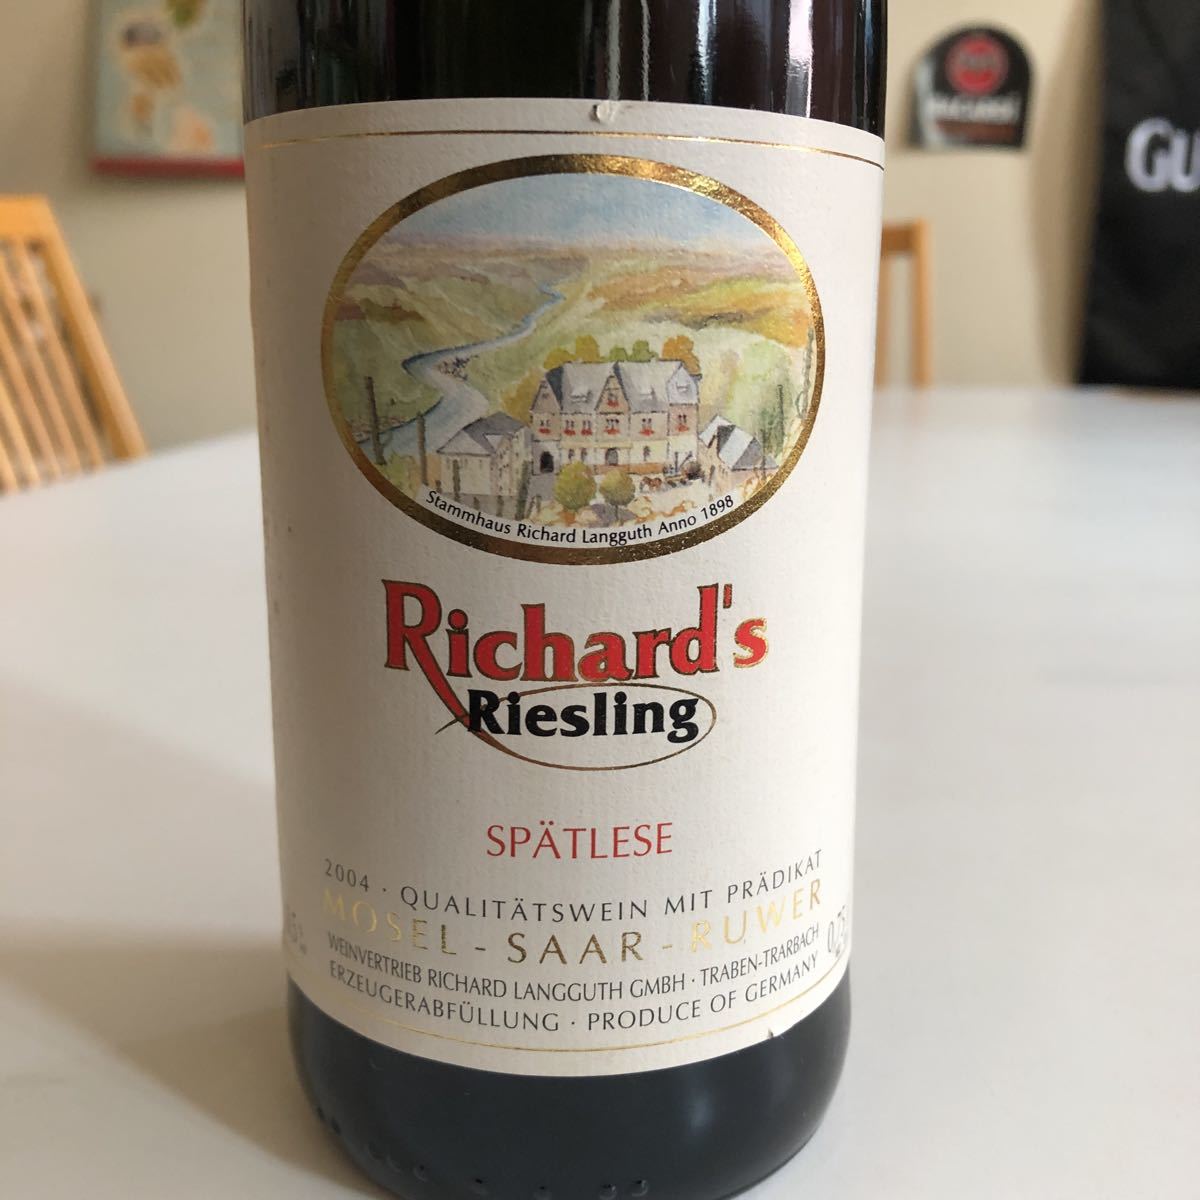 GU
Stammhaus Richard Langguth Anno 1898
Richard's
Riesling
SPÄTLESE
2004 · QUALITÄTSWEIN MIT PRÄDIKAT
MOSEL - SAAR - RUWER
WEINVERTRIEB RICHARD LANGGUTH GMBH · TRABEN-TRARBACH
ERZEUGERABFÜLLUNG · PRODUCE OF GERMANY